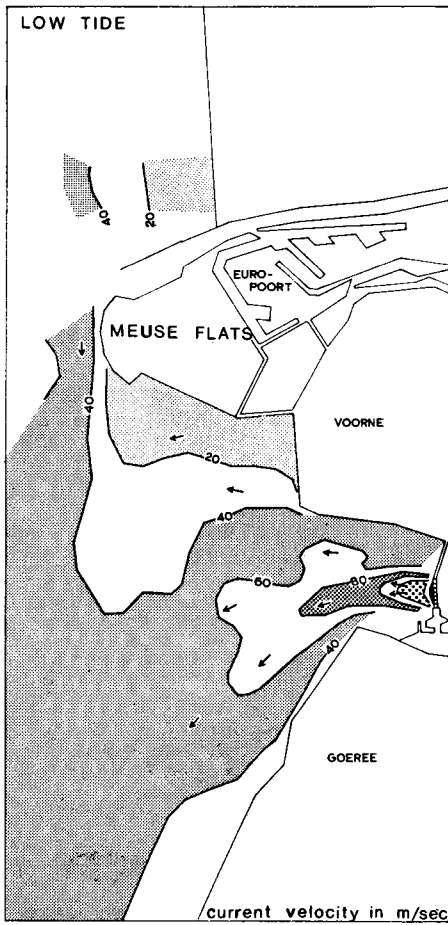 LOW TIDE
40
20
EURO-
POORT
MEUSE FLATS
40
VOORNE
20
40
60
80
40
GOEREE
current velocity in m/sec